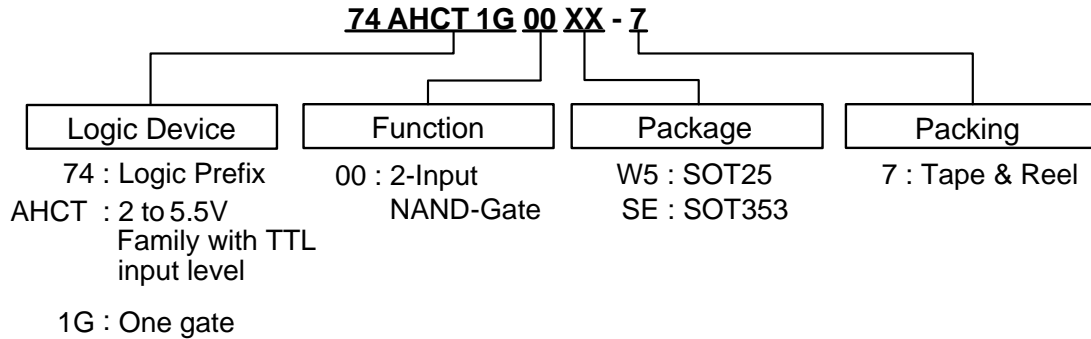 74 AHCT 1G 00 XX - 7
Logic Device
74 : Logic Prefix
AHCT : 2 to 5.5V
Family with TTL
input level
1G : One gate
Function
00 : 2-Input
NAND-Gate
Package
W5 : SOT25
SE : SOT353
Packing
7 : Tape & Reel